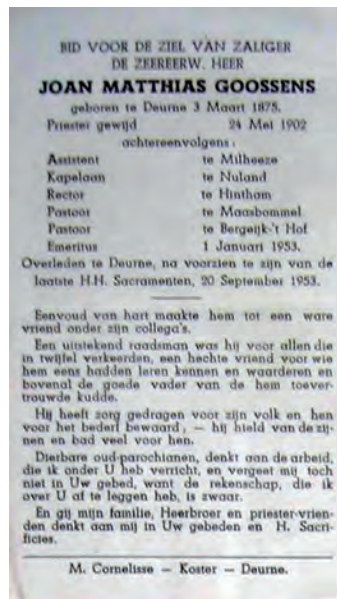 BID VOOR DE ZIEL VAN ZALIGER
DE ZEEREERW. HEER
JOAN MATTHIAS GOOSSENS
geboren te Deurne 3 Maart 1875.
Priester gewijd 24 Mei 1902
achtereenvolgens:
Assistent te Milheeze
Kapelaan te Nuland
Rector te Hintham
Pastoor te Maasbommel
Pastoor te Bergeijk-'t Hof
Emeritus 1 Januari 1953.
Overleden te Deurne, na voorzien te zijn van de
laatste H.H. Sacramenten, 20 September 1953.
Eenvoud van hart maakte hem tot een ware
vriend onder zijn collega's.
Een uitstekend raadsman was hij voor allen die
in twijfel verkeerden, een hechte vriend voor wie
hem eens hadden leren kennen en waarderen en
bovenal de goede vader van de hem toever-
trouwde kudde.
Hij heeft zorg gedragen voor zijn volk en hen
voor het bederf bewaard, — hij hield van de zij-
nen en bad veel voor hen.
Dierbare oud-parochianen, denkt aan de arbeid,
die ik onder U heb verricht, en vergeet mij toch
niet in Uw gebed, want de rekenschap, die ik
over U af te leggen heb, is zwaar.
En gij mijn familie, Heerbroer en priester-vrien-
den denkt aan mij in Uw gebeden en H. Sacri-
ficies.
M. Cornelisse — Koster — Deurne.